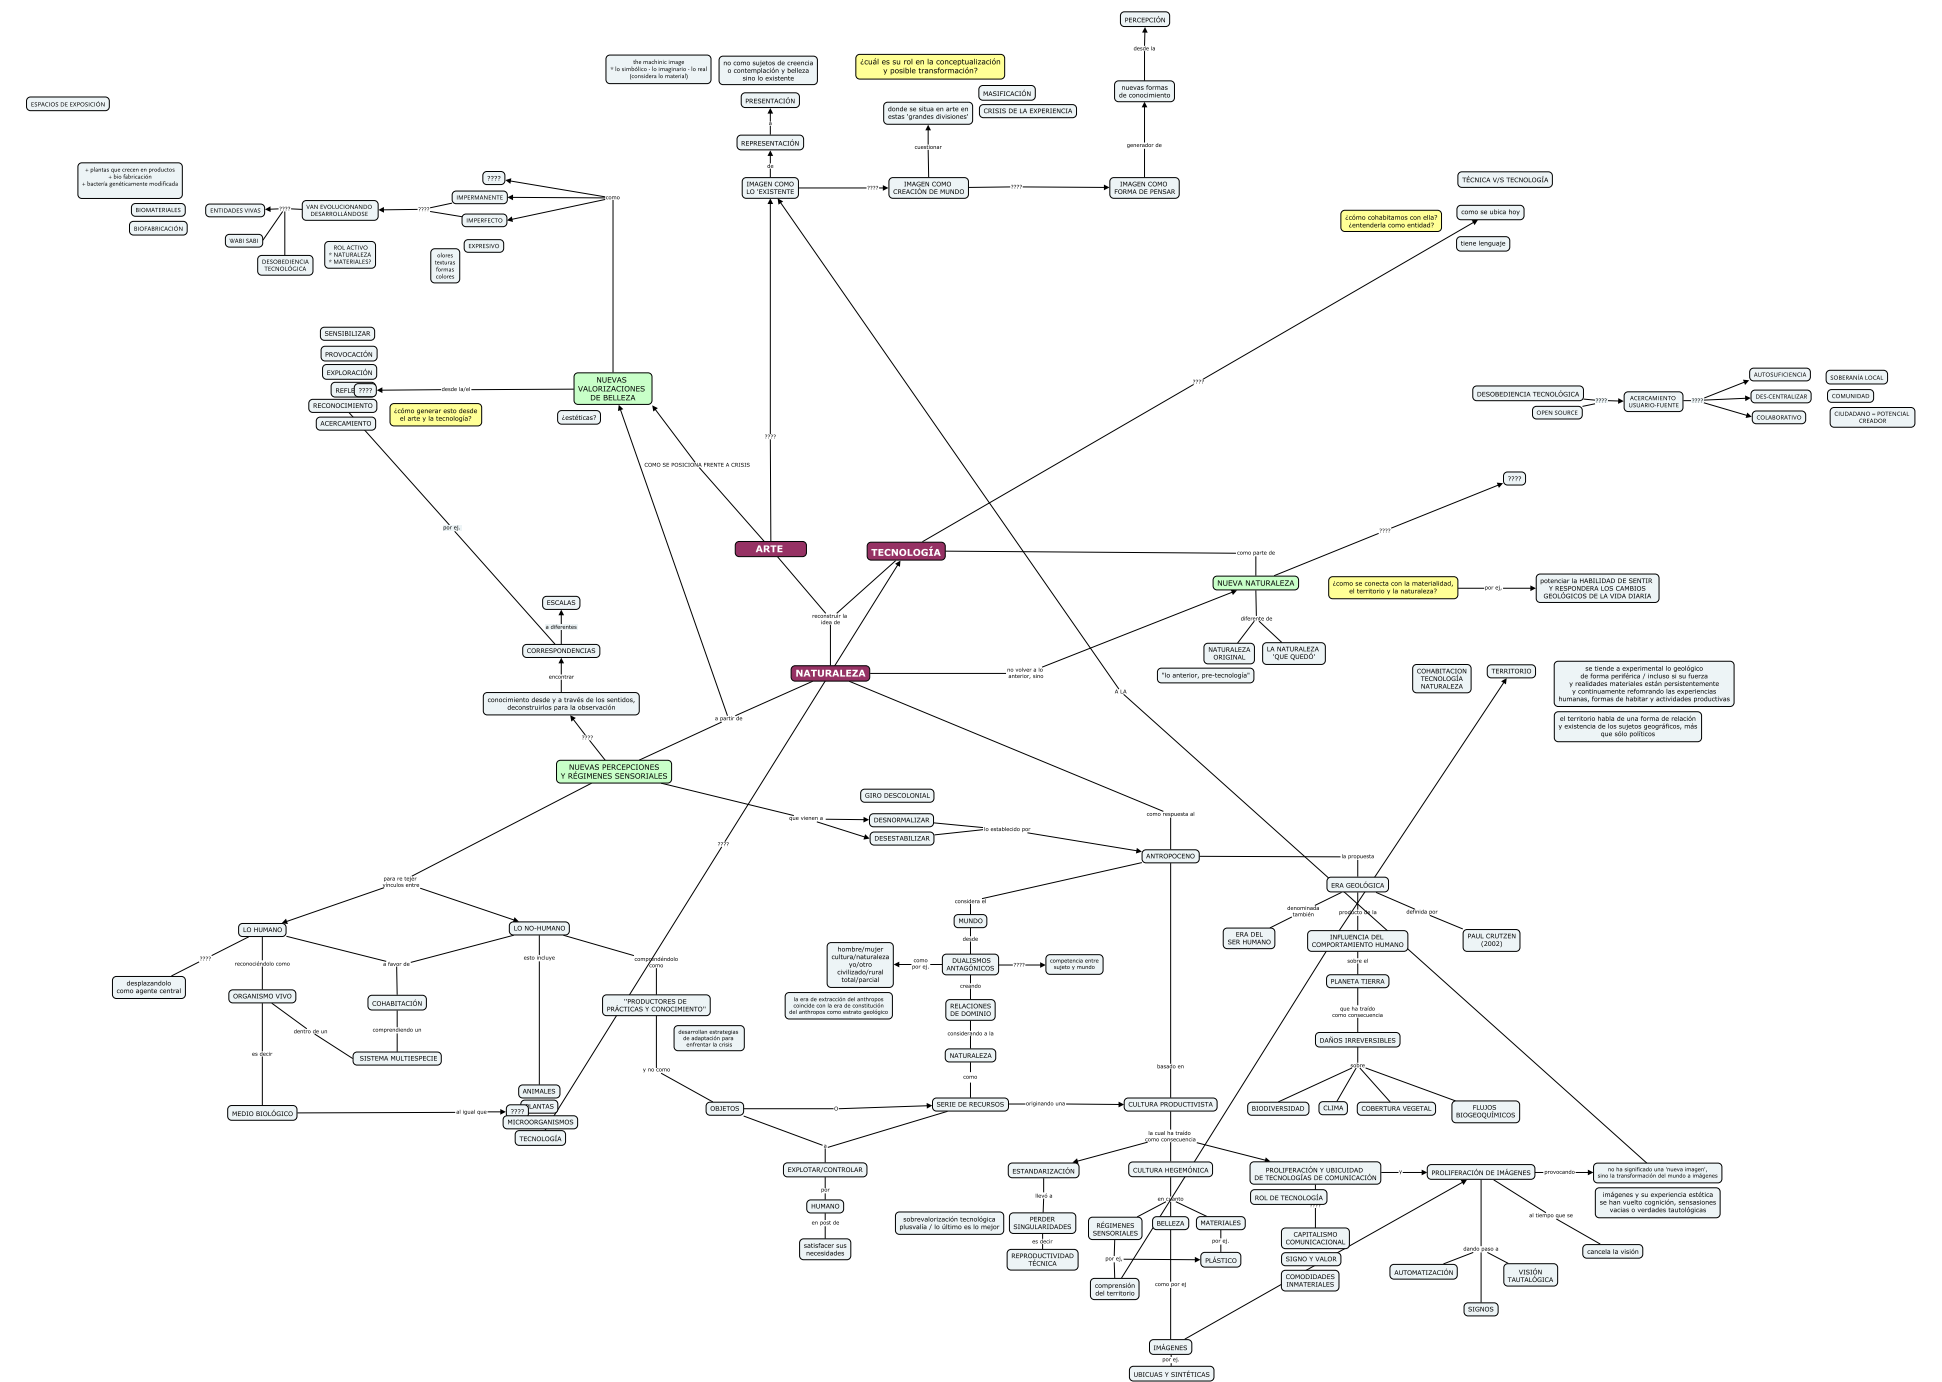 PERCEPCIÓN
desde la
nuevas formas
de conocimiento
generador de
the machinic image
* lo simbólico - lo imaginario - lo real
(considera lo material)
no como sujetos de creencia
o contemplación y belleza
sino lo existente
¿cuál es su rol en la conceptualización
y posible transformación?
MASIFICACIÓN
CRISIS DE LA EXPERIENCIA
donde se situa en arte en
estas 'grandes divisiones'
cuestionar
PRESENTACIÓN
a
REPRESENTACIÓN
de
IMAGEN COMO
LO 'EXISTENTE
????
IMAGEN COMO
CREACIÓN DE MUNDO
????
IMAGEN COMO
FORMA DE PENSAR
ESPACIOS DE EXPOSICIÓN
+ plantas que crecen en productos
+ bio fabricación
+ bactería genéticamente modificada
BIOMATERIALES
BIOFABRICACIÓN
ENTIDADES VIVAS
????
WABI SABI
DESOBEDIENCIA
TECNOLÓGICA
VAN EVOLUCIONANDO
DESARROLLÁNDOSE
ROL ACTIVO
* NATURALEZA
* MATERIALES?
????
????
IMPERMANENTE
IMPERFECTO
EXPRESIVO
olores
texturas
formas
colores
como
TÉCNICA V/S TECNOLOGÍA
¿cómo cohabitamos con ella?
¿entenderla como entidad?
como se ubica hoy
tiene lenguaje
SENSIBILIZAR
PROVOCACIÓN
EXPLORACIÓN
REFLE
????
RECONOCIMIENTO
ACERCAMIENTO
desde la/el
¿cómo generar esto desde
el arte y la tecnología?
NUEVAS
VALORIZACIONES
DE BELLEZA
¿estéticas?
????
????
COMO SE POSICIONA FRENTE A CRISIS
DESOBEDIENCIA TECNOLÓGICA
OPEN SOURCE
????
ACERCAMIENTO
USUARIO-FUENTE
????
AUTOSUFICIENCIA
DES-CENTRALIZAR
COLABORATIVO
SOBERANÍA LOCAL
COMUNIDAD
CIUDADANO = POTENCIAL
CREADOR
por ej.
ARTE
TECNOLOGÍA
como parte de
????
????
NUEVA NATURALEZA
¿como se conecta con la materialidad,
el territorio y la naturaleza?
por ej.
potenciar la HABILIDAD DE SENTIR
Y RESPONDERA LOS CAMBIOS
GEOLÓGICOS DE LA VIDA DIARIA
ESCALAS
a diferentes
CORRESPONDENCIAS
encontrar
conocimiento desde y a través de los sentidos,
deconstruirlos para la observación
????
reconstruir la
idea de
NATURALEZA
no volver a lo
anterior, sino
diferente de
NATURALEZA
ORIGINAL
LA NATURALEZA
'QUE QUEDÓ'
"lo anterior, pre-tecnología"
A LA
a partir de
COHABITACION
TECNOLOGÍA
NATURALEZA
TERRITORIO
se tiende a experimental lo geológico
de forma periférica / incluso si su fuerza
y realidades materiales están persistentemente
y continuamente refomrando las experiencias
humanas, formas de habitar y actividades productivas
el territorio habla de una forma de relación
y existencia de los sujetos geográficos, más
que sólo políticos
NUEVAS PERCEPCIONES
Y RÉGIMENES SENSORIALES
GIRO DESCOLONIAL
que vienen a
DESNORMALIZAR
DESESTABILIZAR
lo establecido por
como respuesta al
ANTROPOCENO
la propuesta
????
para re tejer
vínculos entre
LO HUMANO
LO NO-HUMANO
????
desplazandolo
como agente central
reconociéndolo como
a favor de
esto incluye
comprendiéndolo
como
ORGANISMO VIVO
COHABITACIÓN
dentro de un
comprendiendo un
SISTEMA MULTIESPECIE
es decir
MEDIO BIOLÓGICO
al igual que
ANIMALES
????
LANTAS
MICROORGANISMOS
TECNOLOGÍA
"PRODUCTORES DE
PRÁCTICAS Y CONOCIMIENTO"
desarrollan estrategias
de adaptación para
enfrentar la crisis
y no como
OBJETOS
O
considera el
MUNDO
desde
DUALISMOS
ANTAGÓNICOS
como
por ej.
hombre/mujer
cultura/naturaleza
yo/otro
civilizado/rural
total/parcial
????
competencia entre
sujeto y mundo
la era de extracción del anthropos
coincide con la era de constitución
del anthropos como estrato geológico
creando
RELACIONES
DE DOMINIO
considerando a la
NATURALEZA
como
SERIE DE RECURSOS
originando una
CULTURA PRODUCTIVISTA
basado en
ERA GEOLÓGICA
denominada
también
producto de la
definida por
ERA DEL
SER HUMANO
INFLUENCIA DEL
COMPORTAMIENTO HUMANO
PAUL CRUTZEN
(2002)
sobre el
PLANETA TIERRA
que ha traído
como consecuencia
DAÑOS IRREVERSIBLES
sobre
BIODIVERSIDAD
CLIMA
COBERTURA VEGETAL
FLUJOS
BIOGEOQUÍMICOS
EXPLOTAR/CONTROLAR
por
HUMANO
en post de
satisfacer sus
necesidades
la cual ha traído
como consecuencia
ESTANDARIZACIÓN
llevó a
PERDER
SINGULARIDADES
es decir
REPRODUCTIVIDAD
TÉCNICA
sobrevalorización tecnológica
plusvalía / lo último es lo mejor
CULTURA HEGEMÓNICA
en cuanto
RÉGIMENES
SENSORIALES
BELLEZA
MATERIALES
por ej.
por ej.
PLÁSTICO
comprensión
del territorio
como por ej
IMÁGENES
por ej.
UBICUAS Y SINTÉTICAS
PROLIFERACIÓN Y UBICUIDAD
DE TECNOLOGÍAS DE COMUNICACIÓN
ROL DE TECNOLOGÍA
CAPITALISMO
COMUNICACIONAL
SIGNO Y VALOR
COMODIDADES
INMATERIALES
Y
PROLIFERACIÓN DE IMÁGENES
provocando
no ha significado una 'nueva imagen',
sino la transformación del mundo a imágenes
imágenes y su experiencia estética
se han vuelto cognición, sensasiones
vacias o verdades tautológicas
al tiempo que se
cancela la visión
dando paso a
AUTOMATIZACIÓN
VISIÓN
TAUTALÓGICA
SIGNOS